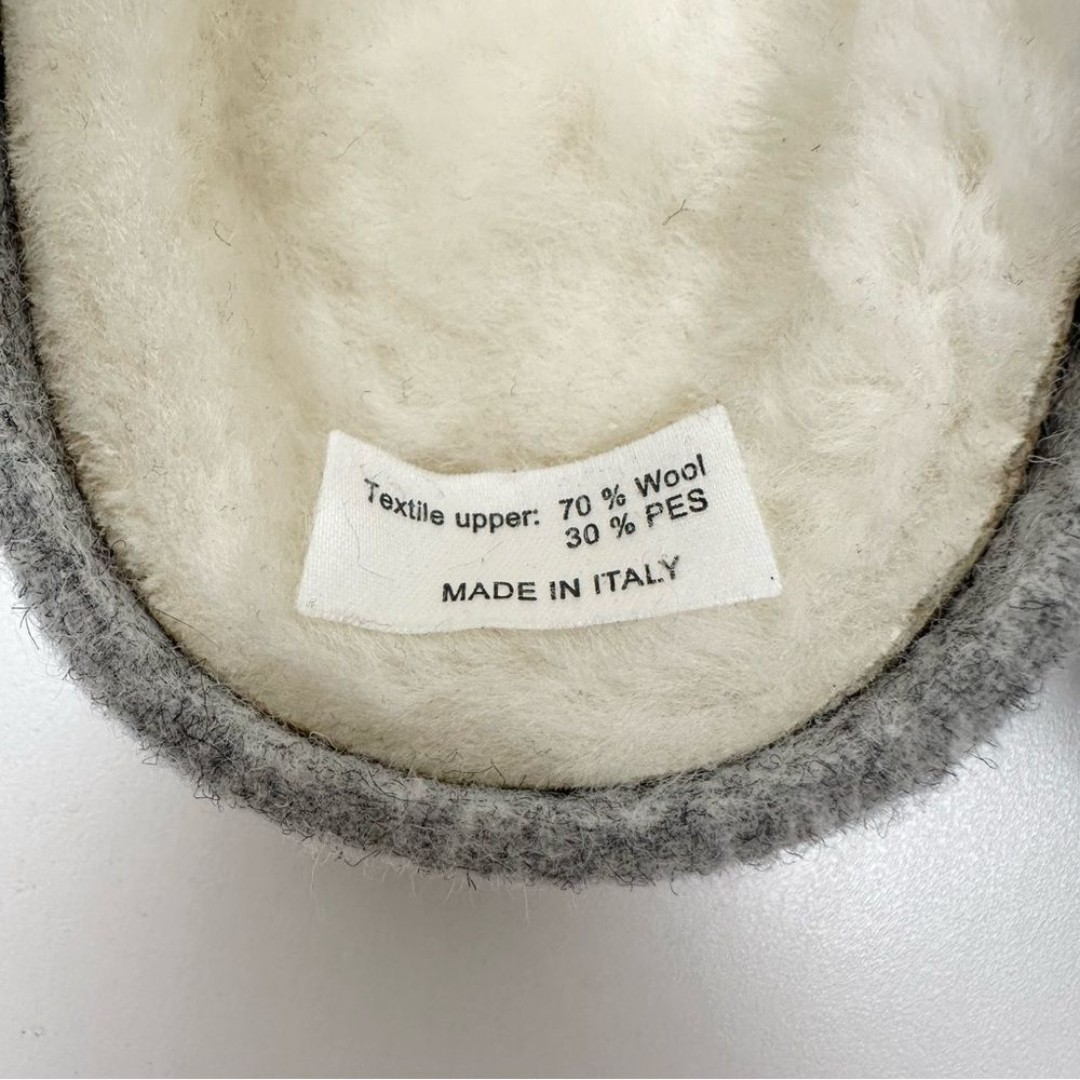 Textile upper: 70 % Wool
30 % PES
MADE IN ITALY